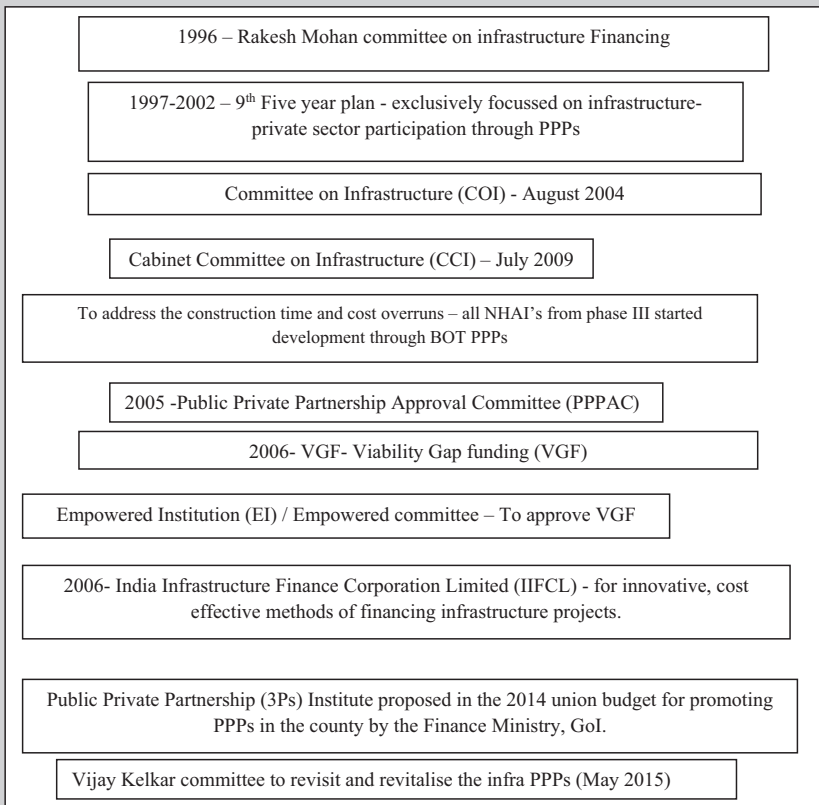 1996 – Rakesh Mohan committee on infrastructure Financing
1997-2002 – 9th Five year plan - exclusively focussed on infrastructure-
private sector participation through PPPs
Committee on Infrastructure (COI) - August 2004
Cabinet Committee on Infrastructure (CCI) – July 2009
To address the construction time and cost overruns – all NHAI's from phase III started
development through BOT PPPs
2005 -Public Private Partnership Approval Committee (PPPAC)
2006- VGF- Viability Gap funding (VGF)
Empowered Institution (EI) / Empowered committee – To approve VGF
2006- India Infrastructure Finance Corporation Limited (IIFCL) - for innovative, cost
effective methods of financing infrastructure projects.
Public Private Partnership (3Ps) Institute proposed in the 2014 union budget for promoting
PPPs in the county by the Finance Ministry, GoI.
Vijay Kelkar committee to revisit and revitalise the infra PPPs (May 2015)